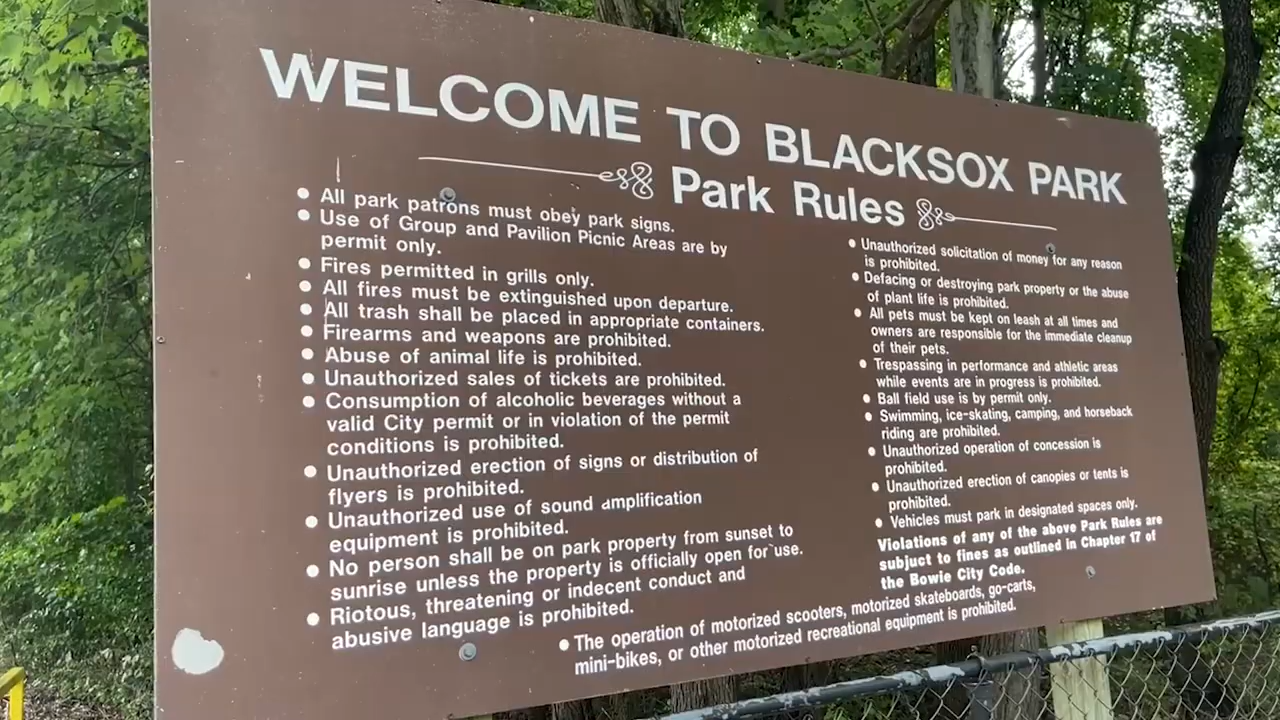 WELCOME TO BLACKSOX PARK
Park Rules
● All park patrons must obey park signs.
● Use of Group and Pavilion Picnic Areas are by
permit only.
● Fires permitted in grills only.
● All fires must be extinguished upon departure.
● All trash shall be placed in appropriate containers.
● Firearms and weapons are prohibited.
● Abuse of animal life is prohibited.
● Unauthorized sales of tickets are prohibited.
● Consumption of alcoholic beverages without a
valid City permit or in violation of the permit
conditions is prohibited.
● Unauthorized erection of signs or distribution of
flyers is prohibited.
● Unauthorized use of sound amplification
equipment is prohibited.
● No person shall be on park property from sunset to
sunrise unless the property is officially open for use.
● Riotous, threatening or indecent conduct and
abusive language is prohibited.
● Unauthorized solicitation of money for any reason
is prohibited.
● Defacing or destroying park property or the abuse
of plant life is prohibited.
● All pets must be kept on leash at all times and
owners are responsible for the immediate cleanup
of their pets.
● Trespassing in performance and athletic areas
while events are in progress is prohibited.
● Ball field use is by permit only.
● Swimming, ice-skating, camping, and horseback
riding are prohibited.
● Unauthorized operation of concession is
prohibited.
● Unauthorized erection of canopies or tents is
prohibited.
● Vehicles must park in designated spaces only.
Violations of any of the above Park Rules are
subject to fines as outlined in Chapter 17 of
the Bowie City Code.
● The operation of motorized scooters, motorized skateboards, go-carts,
mini-bikes, or other motorized recreational equipment is prohibited.